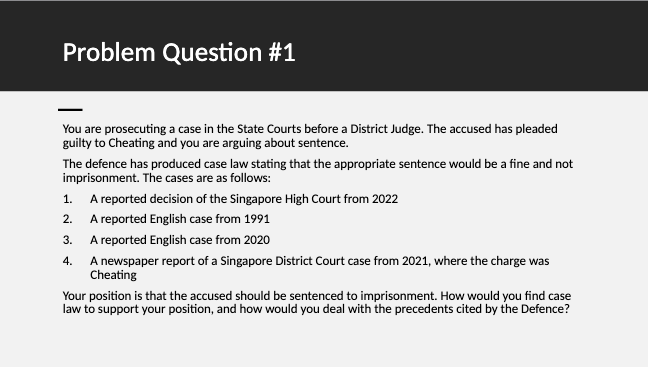 Problem Question #1
You are prosecuting a case in the State Courts before a District Judge. The accused has pleaded
guilty to Cheating and you are arguing about sentence.
The defence has produced case law stating that the appropriate sentence would be a fine and not
imprisonment. The cases are as follows:
1. A reported decision of the Singapore High Court from 2022
2. A reported English case from 1991
3. A reported English case from 2020
4. A newspaper report of a Singapore District Court case from 2021, where the charge was
Cheating
Your position is that the accused should be sentenced to imprisonment. How would you find case
law to support your position, and how would you deal with the precedents cited by the Defence?